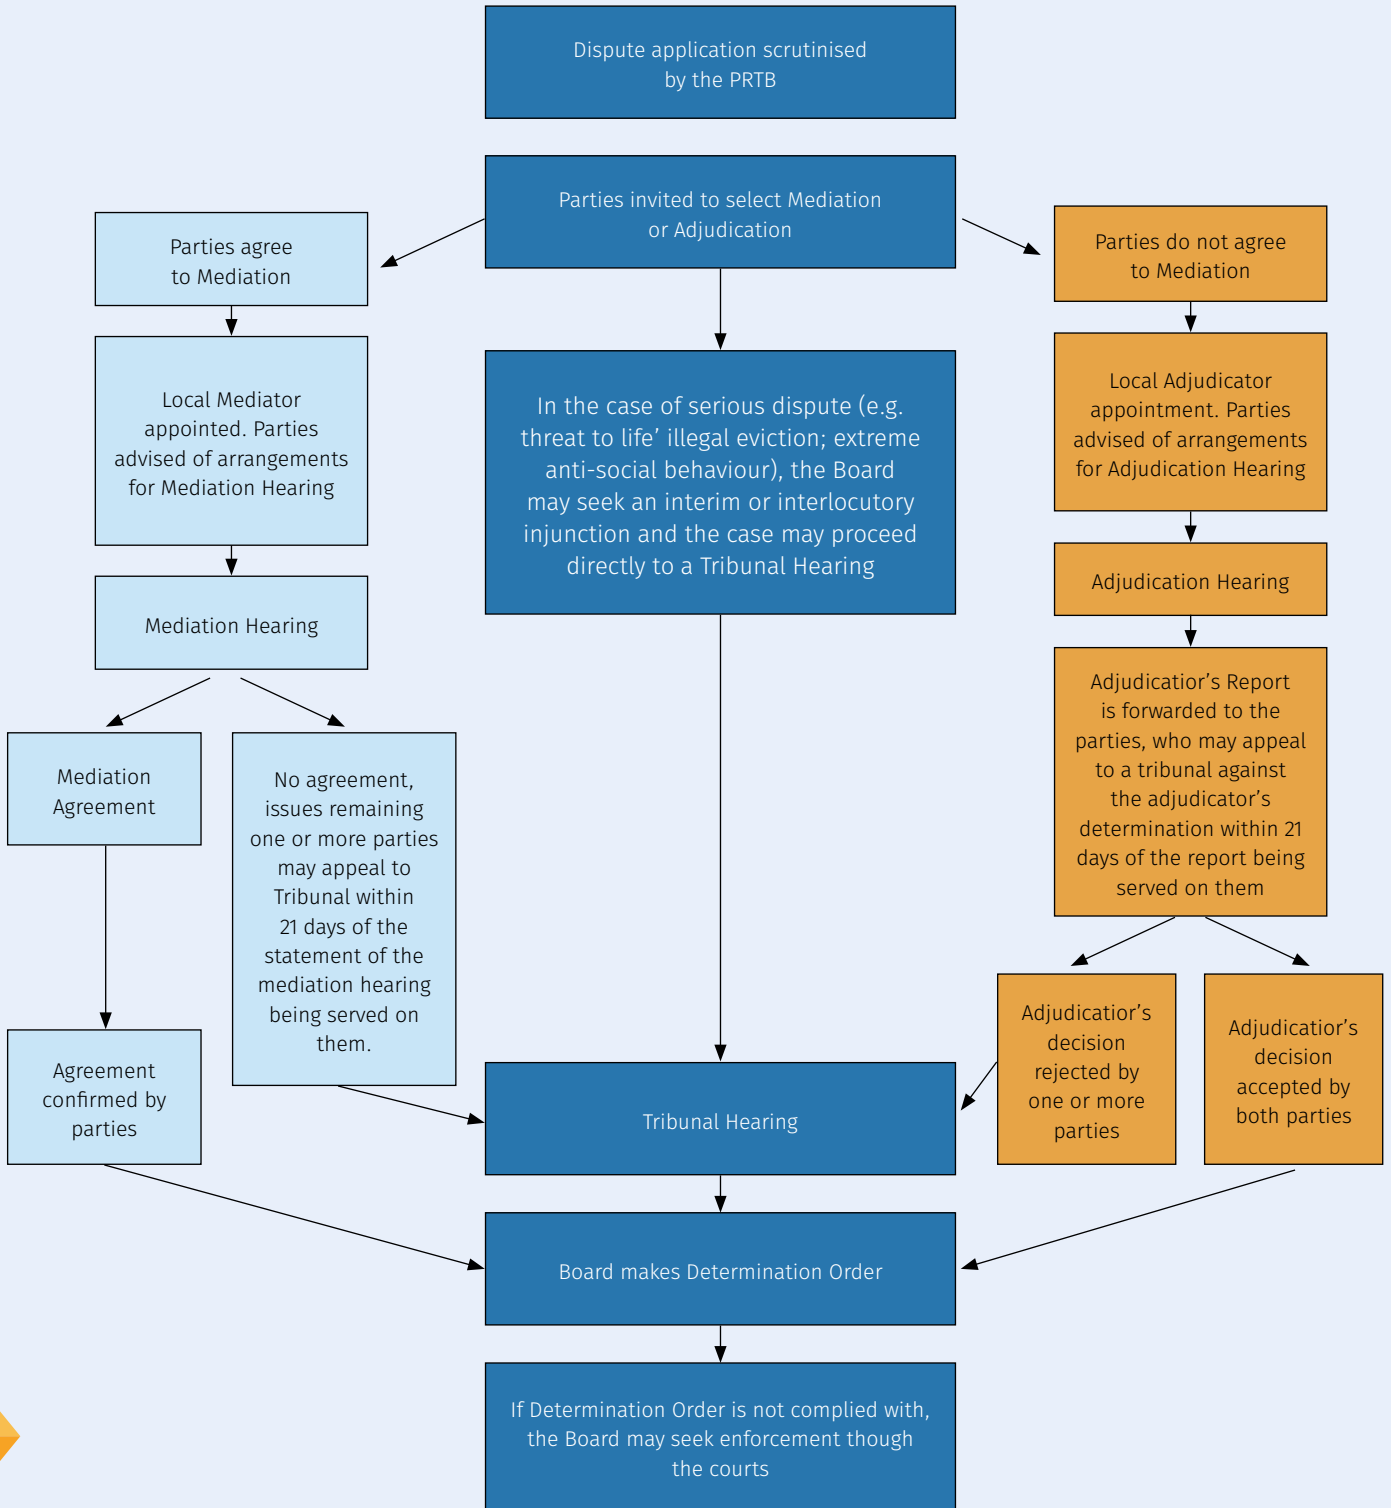 Dispute application scrutinised
by the PRTB
Parties invited to select Mediation
or Adjudication
Parties agree
to Mediation
Local Mediator
appointed. Parties
advised of arrangements
for Mediation Hearing
Mediation Hearing
Mediation
Agreement
Agreement
confirmed by
parties
No agreement,
issues remaining
one or more parties
may appeal to
Tribunal within
21 days of the
statement of the
mediation hearing
being served on
them.
In the case of serious dispute (e.g.
threat to life’ illegal eviction; extreme
anti-social behaviour), the Board
may seek an interim or interlocutory
injunction and the case may proceed
directly to a Tribunal Hearing
Parties do not agree
to Mediation
Local Adjudicator
appointment. Parties
advised of arrangements
for Adjudication Hearing
Adjudication Hearing
Adjudicatior’s Report
is forwarded to the
parties, who may appeal
to a tribunal against
the adjudicator’s
determination within 21
days of the report being
served on them
Adjudicatior’s
decision
rejected by
one or more
parties
Adjudicatior’s
decision
accepted by
both parties
Tribunal Hearing
Board makes Determination Order
If Determination Order is not complied with,
the Board may seek enforcement though
the courts